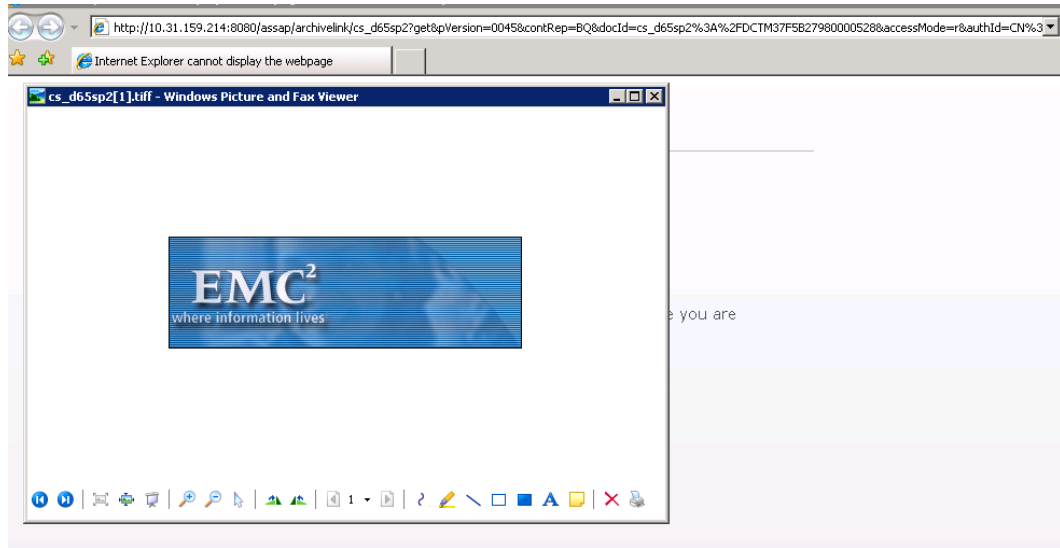 http://10.31.159.214:8080/assap/archivelink/cs_d65sp2?get&pVersion=0045&contRep=BQ&docId=cs_d65sp2%3A%2FDCTM37F5B27980000528&accessMode=r&authId=CN%3
Internet Explorer cannot display the webpage
cs_d65sp2[1].tiff - Windows Picture and Fax Viewer
EMC²
where information lives
you are
1
A